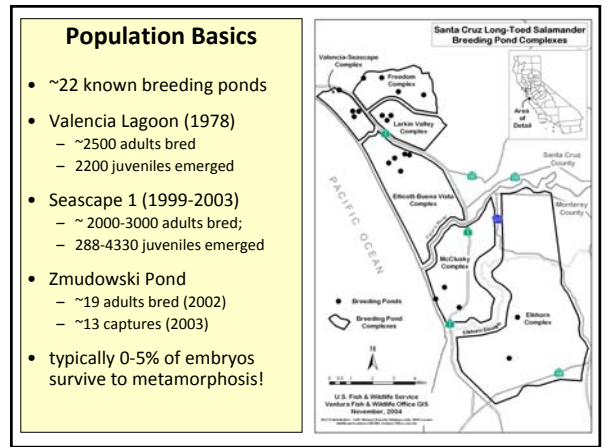 Population Basics
• ~22 known breeding ponds
• Valencia Lagoon (1978)
– ~2500 adults bred
– 2200 juveniles emerged
• Seascape 1 (1999-2003)
– ~ 2000-3000 adults bred;
– 288-4330 juveniles emerged
• Zmudowski Pond
– ~19 adults bred (2002)
– ~13 captures (2003)
• typically 0-5% of embryos
survive to metamorphosis!
Santa Cruz Long-Toed Salamander
Breeding Pond Complexes
Valencia-Seascape
Complex
Freedom
Complex
Larkin Valley
Complex
Area
of
Detail
Santa Cruz
County
Ellicott-Buena Vista
Complex
Monterey
County
PACIFIC OCEAN
McClusky
Complex
Breeding Ponds
Breeding Pond
Complexes
Elkhorn
Complex
Elkhorn Slough
N
U.S. Fish & Wildlife Service
Ventura Fish & Wildlife Office GIS
November, 2004